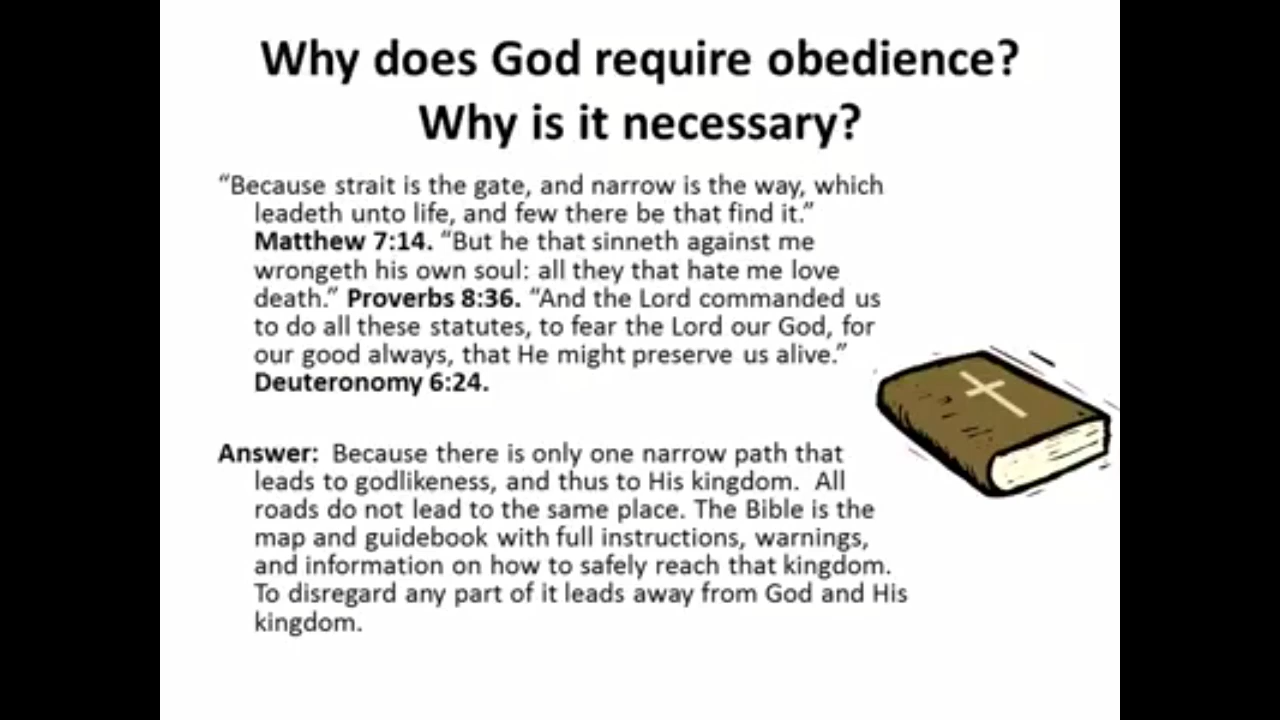 Why does God require obedience?
Why is it necessary?
“Because strait is the gate, and narrow is the way, which
leadeth unto life, and few there be that find it.”
Matthew 7:14. “But he that sinneth against me
wrongeth his own soul: all they that hate me love
death.” Proverbs 8:36. “And the Lord commanded us
to do all these statutes, to fear the Lord our God, for
our good always, that He might preserve us alive.”
Deuteronomy 6:24.
Answer: Because there is only one narrow path that
leads to godlikeness, and thus to His kingdom. All
roads do not lead to the same place. The Bible is the
map and guidebook with full instructions, warnings,
and information on how to safely reach that kingdom.
To disregard any part of it leads away from God and His
kingdom.